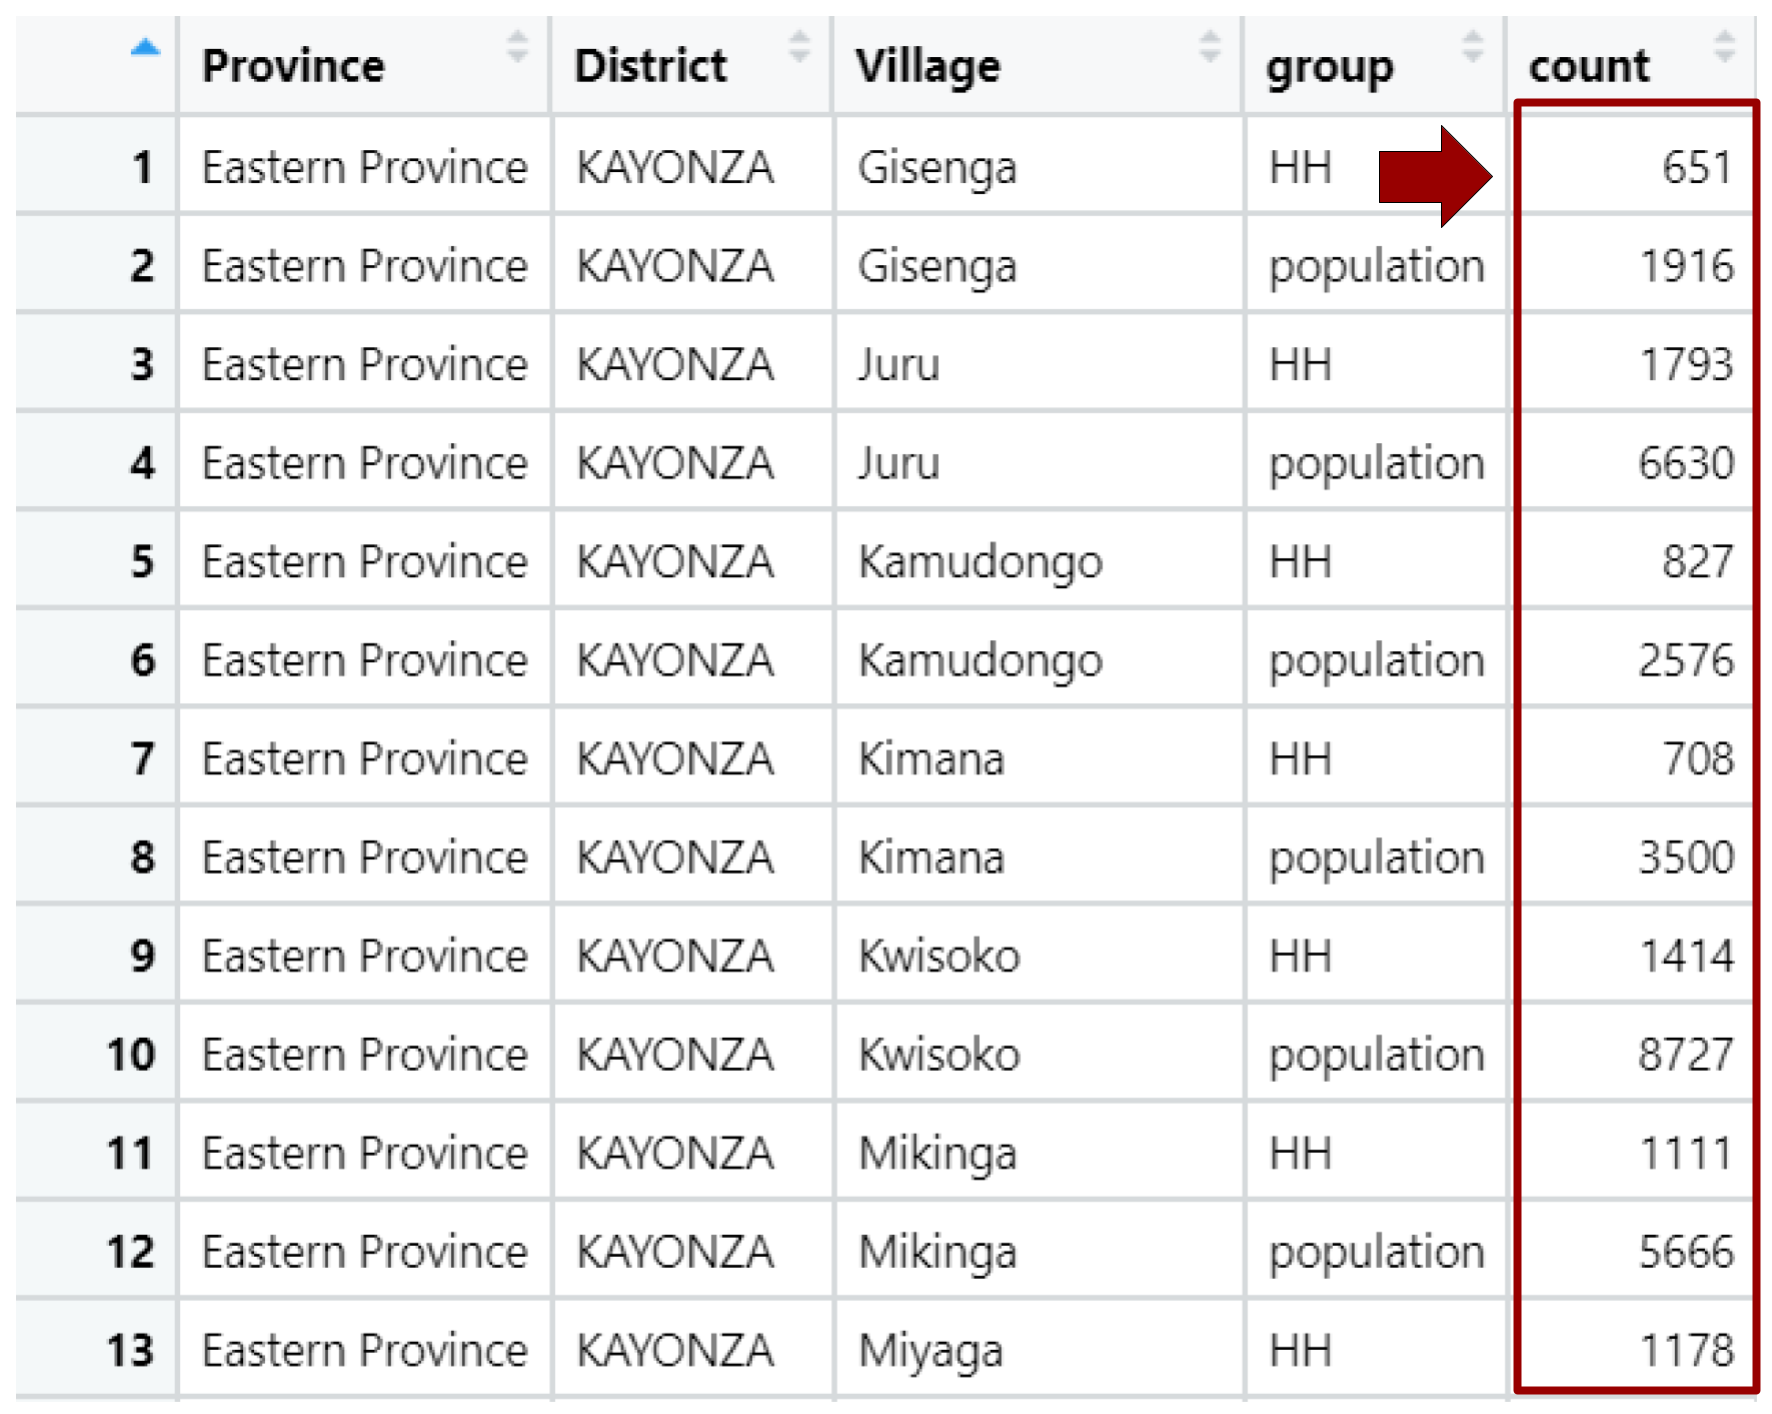 Province District Village group count
1 Eastern Province KAYONZA Gisenga HH 651
2 Eastern Province KAYONZA Gisenga population 1916
3 Eastern Province KAYONZA Juru HH 1793
4 Eastern Province KAYONZA Juru population 6630
5 Eastern Province KAYONZA Kamudongo HH 827
6 Eastern Province KAYONZA Kamudongo population 2576
7 Eastern Province KAYONZA Kimana HH 708
8 Eastern Province KAYONZA Kimana population 3500
9 Eastern Province KAYONZA Kwisoko HH 1414
10 Eastern Province KAYONZA Kwisoko population 8727
11 Eastern Province KAYONZA Mikinga HH 1111
12 Eastern Province KAYONZA Mikinga population 5666
13 Eastern Province KAYONZA Miyaga HH 1178